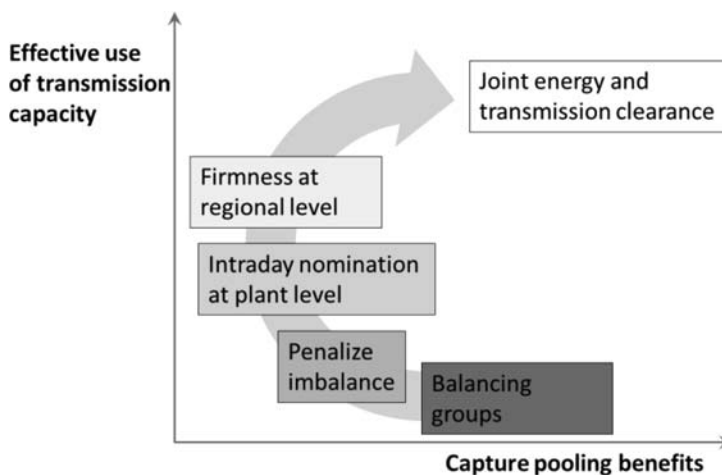 Effective use
of transmission
capacity
Joint energy and
transmission clearance
Firmness at
regional level
Intraday nomination
at plant level
Penalize
imbalance
Balancing
groups
Capture pooling benefits